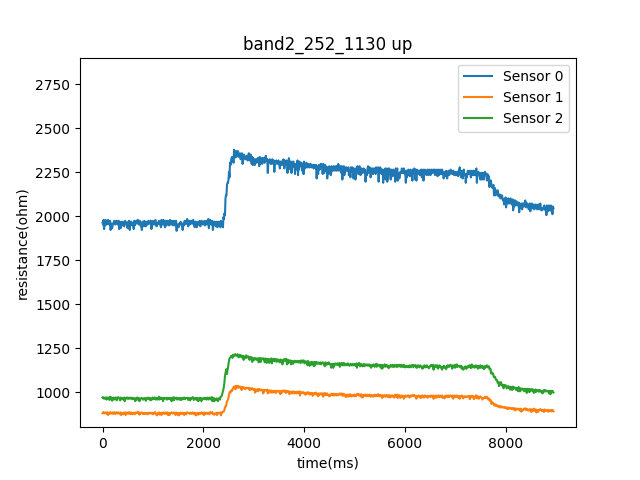 band2_252_1130 up
Sensor 0
Sensor 1
Sensor 2
2750
2500
2250
2000
1750
1500
1250
1000
resistance(ohm)
0 2000 4000 6000 8000
time(ms)